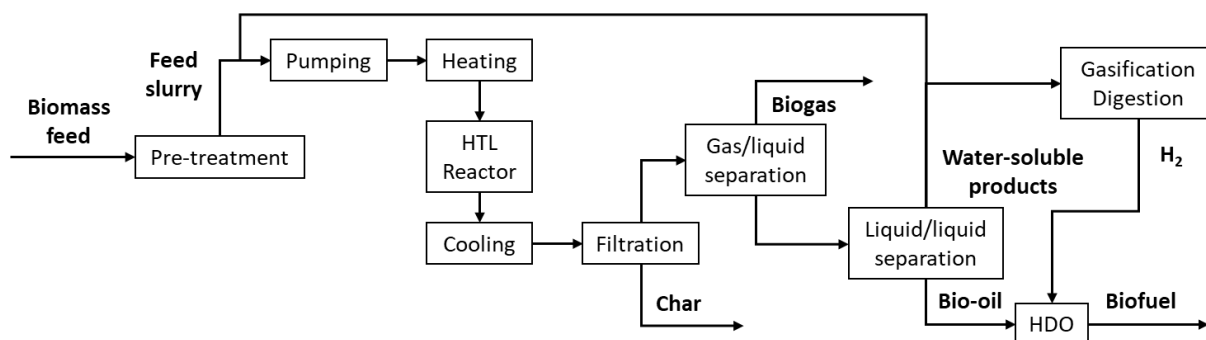 Biomass
feed
Pre-treatment
Feed
slurry
Pumping
Heating
HTL
Reactor
Cooling
Filtration
Char
Gas/liquid
separation
Biogas
Liquid/liquid
separation
Water-soluble
products
Gasification
Digestion
H₂
Bio-oil
HDO
Biofuel